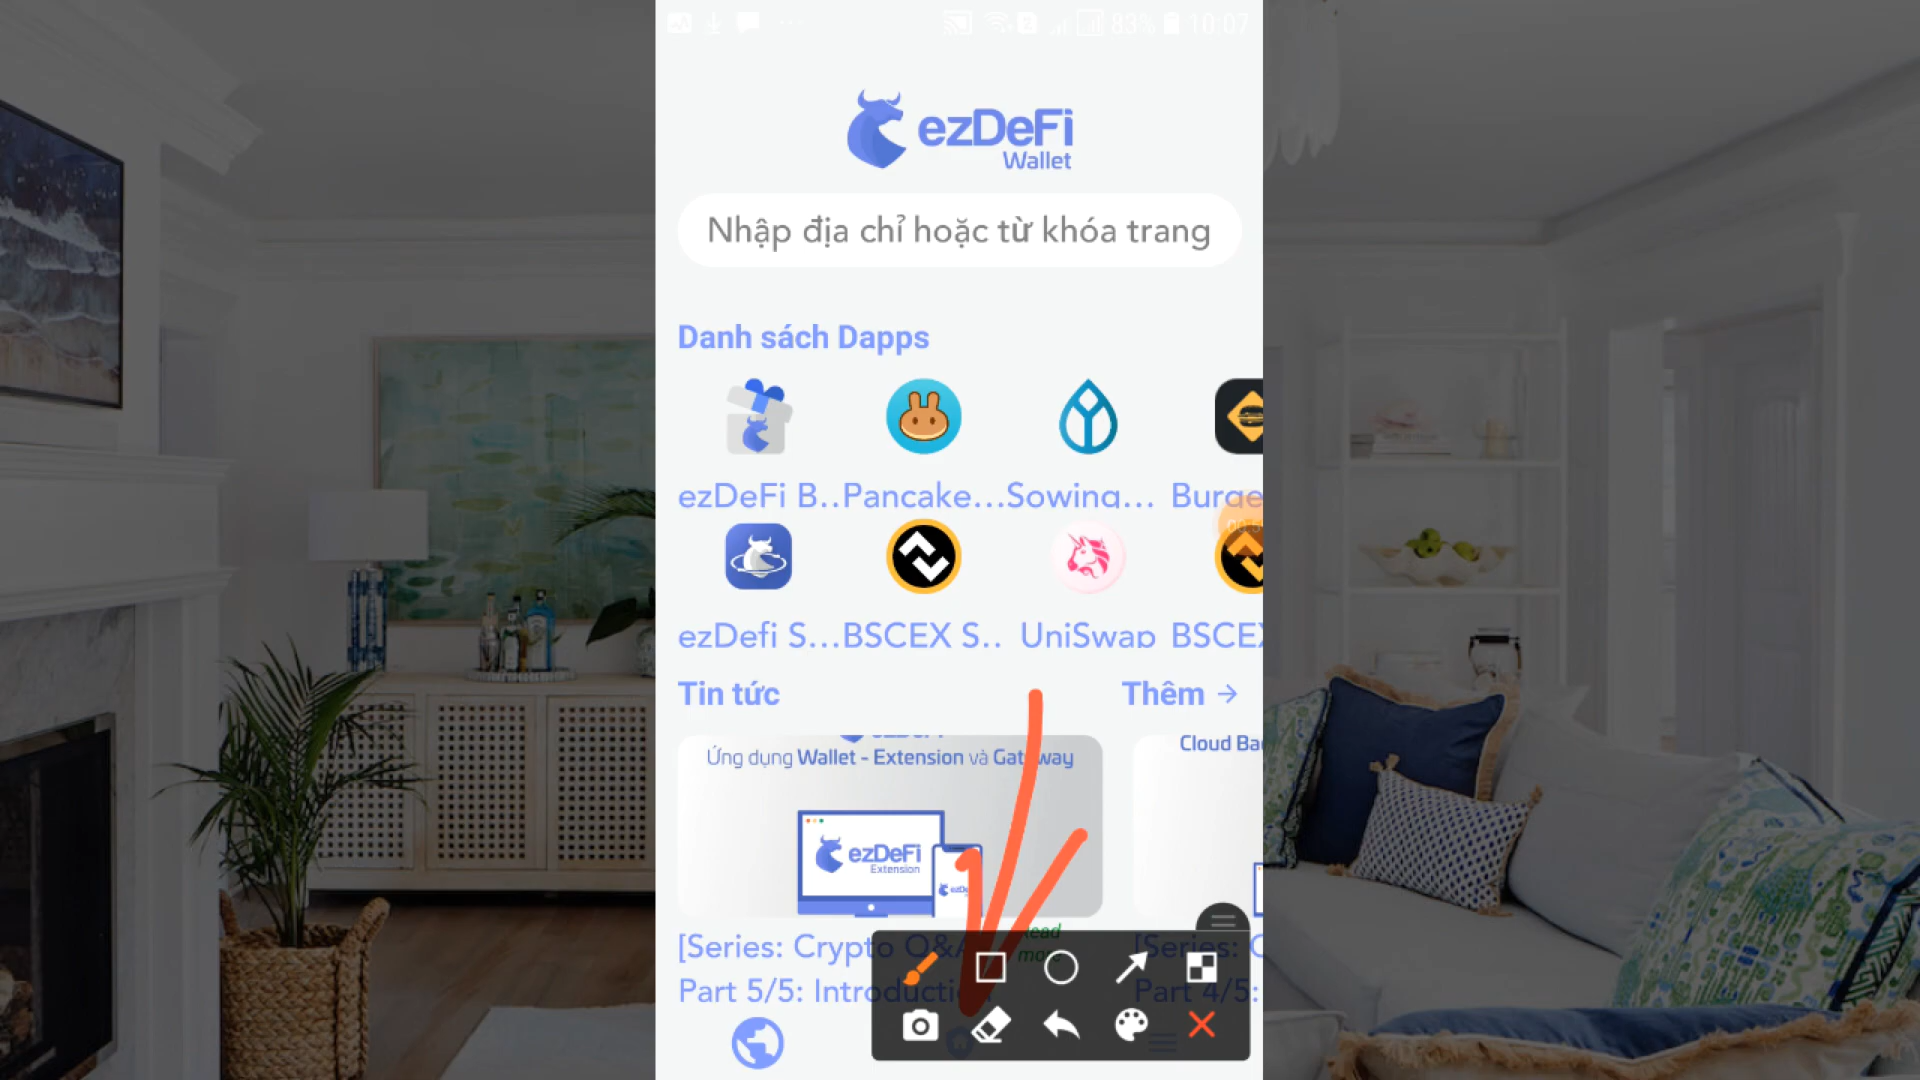 83% 10:07
ezDeFi
Wallet
Nhập địa chỉ hoặc từ khóa trang
Danh sách Dapps
ezDeFi B... Pancake... Sowing... Burge
ezDefi S... BSCEX S.. UniSwap BSCEX
Tin tức Thêm →
Ứng dụng Wallet - Extension và Gateway
Cloud Ba
ezDeFi
Extension
[Series: Crypto Q&A
Read
more
Part 5/5: Introducti
[Series: C
Part 4/5: